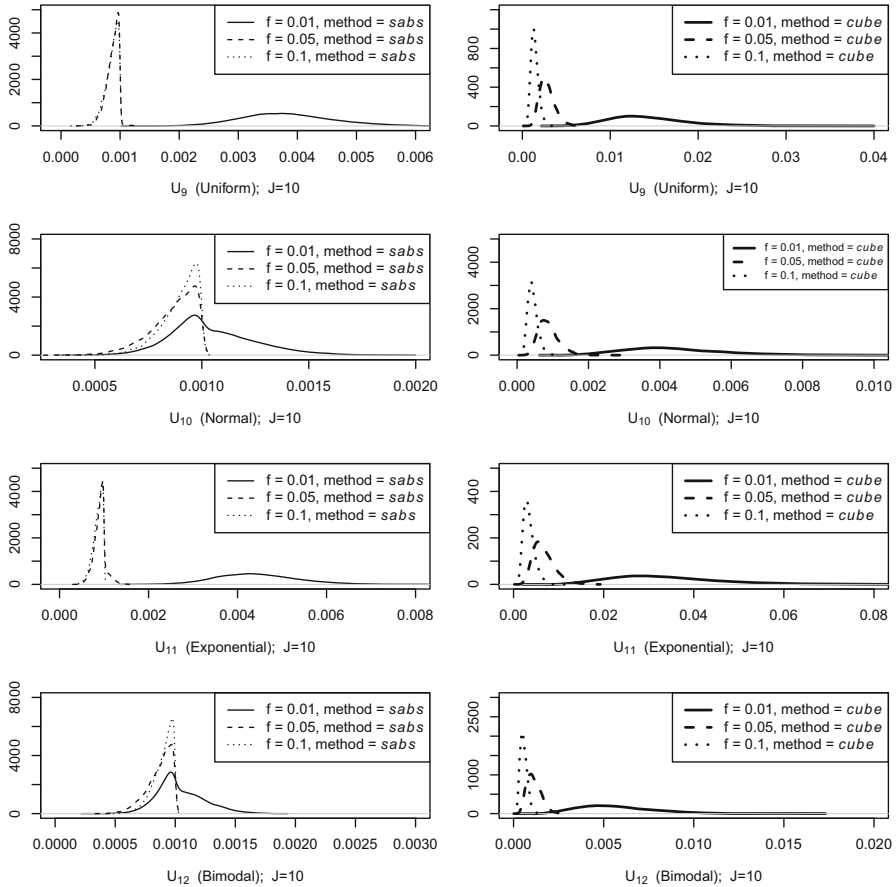 0 2000 4000
f = 0.01, method = sabs
f = 0.05, method = sabs
f = 0.1, method = sabs
0.000 0.001 0.002 0.003 0.004 0.005 0.006
U9 (Uniform); J=10
0 400 800
f = 0.01, method = cube
f = 0.05, method = cube
f = 0.1, method = cube
0.00 0.01 0.02 0.03 0.04
U9 (Uniform); J=10
0 4000 8000
f = 0.01, method = sabs
f = 0.05, method = sabs
f = 0.1, method = sabs
0.0005 0.0010 0.0015 0.0020
U10 (Normal); J=10
0 2000 5000
f = 0.01, method = cube
f = 0.05, method = cube
f = 0.1, method = cube
0.000 0.002 0.004 0.006 0.008 0.010
U10 (Normal); J=10
0 2000 4000
f = 0.01, method = sabs
f = 0.05, method = sabs
f = 0.1, method = sabs
0.000 0.002 0.004 0.006 0.008
U11 (Exponential); J=10
0 200 400
f = 0.01, method = cube
f = 0.05, method = cube
f = 0.1, method = cube
0.00 0.02 0.04 0.06 0.08
U11 (Exponential); J=10
0 4000 8000
f = 0.01, method = sabs
f = 0.05, method = sabs
f = 0.1, method = sabs
0.0000 0.0005 0.0010 0.0015 0.0020 0.0025 0.0030
U12 (Bimodal); J=10
0 1000 2500
f = 0.01, method = cube
f = 0.05, method = cube
f = 0.1, method = cube
0.000 0.005 0.010 0.015 0.020
U12 (Bimodal); J=10